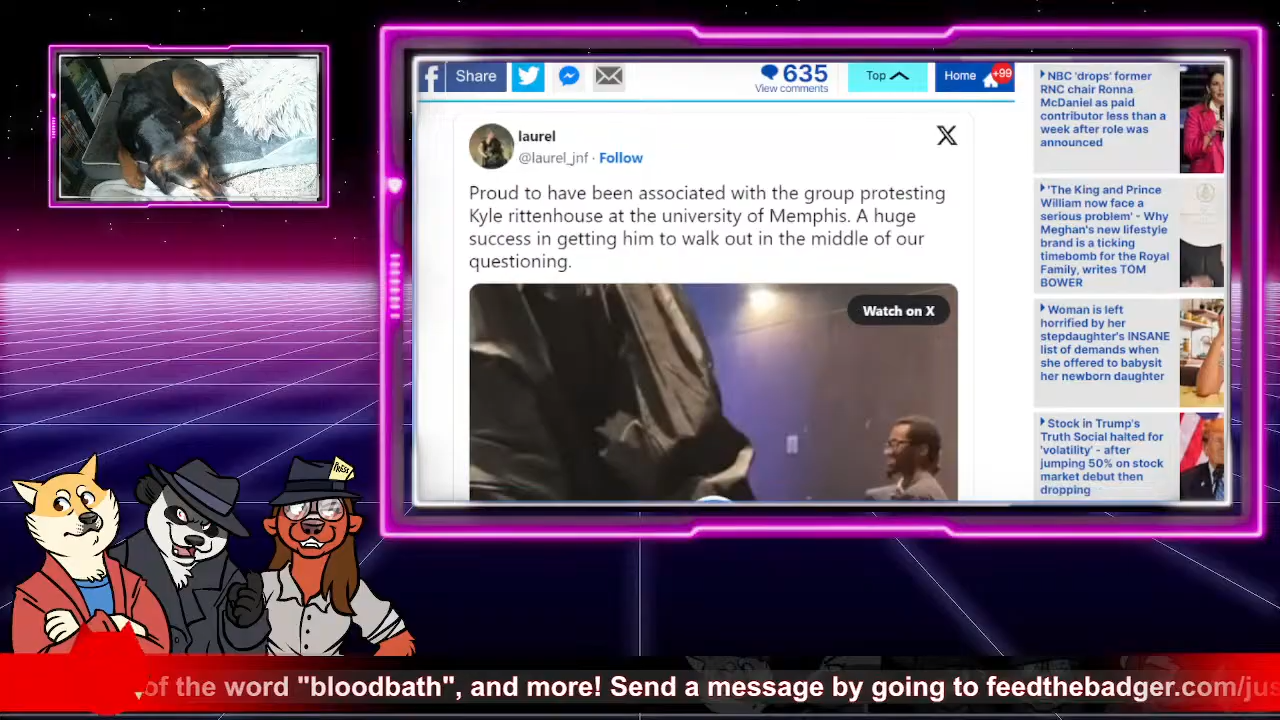 Share
635
View comments
Top
Home
+99
laurel
@laurel_jnf · Follow
Proud to have been associated with the group protesting
Kyle rittenhouse at the university of Memphis. A huge
success in getting him to walk out in the middle of our
questioning.
Watch on X
NBC 'drops' former
RNC chair Ronna
McDaniel as paid
contributor less than a
week after role was
announced
'The King and Prince
William now face a
serious problem' - Why
Meghan's new lifestyle
brand is a ticking
timebomb for the Royal
Family, writes TOM
BOWER
Woman is left
horrified by her
stepdaughter's INSANE
list of demands when
she offered to babysit
her newborn daughter
Stock in Trump's
Truth Social halted for
'volatility' - after
jumping 50% on stock
market debut then
dropping
PRESS
of the word "bloodbath", and more! Send a message by going to feedthebadger.com/jus